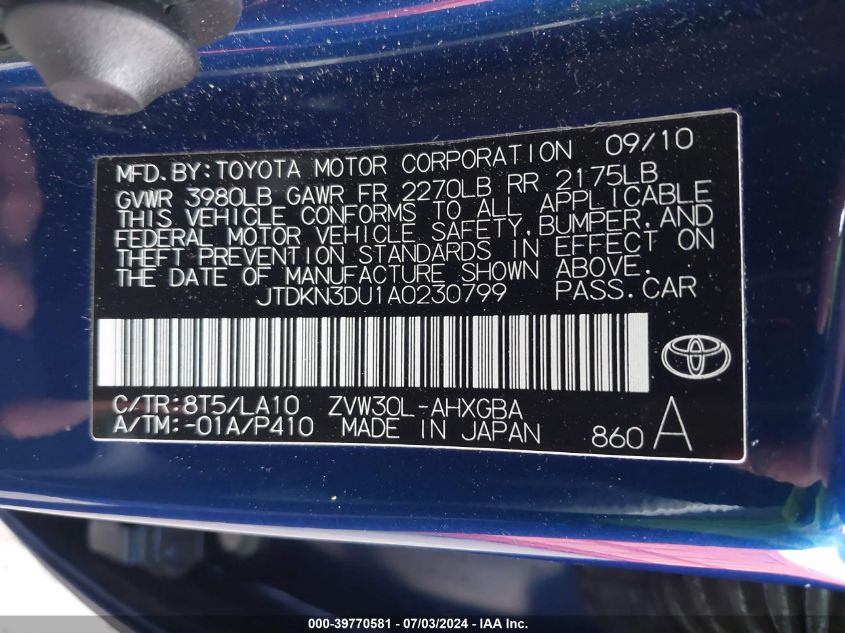 MFD. BY: TOYOTA MOTOR CORPORATION 09/10
GVWR 3980LB GAWR FR 2270LB RR 2175LB
THIS VEHICLE CONFORMS TO ALL APPLICABLE
FEDERAL MOTOR VEHICLE SAFETY, BUMPER, AND
THEFT PREVENTION STANDARDS IN EFFECT ON
THE DATE OF MANUFACTURE SHOWN ABOVE.
JTDKN3DU1A0230799 PASS. CAR
C/TR: 8T5/LA10 ZVW30L-AHXGBA
A/TM: -01A/P410 MADE IN JAPAN 860 A
000-39770581 - 07/03/2024 - IAA Inc.